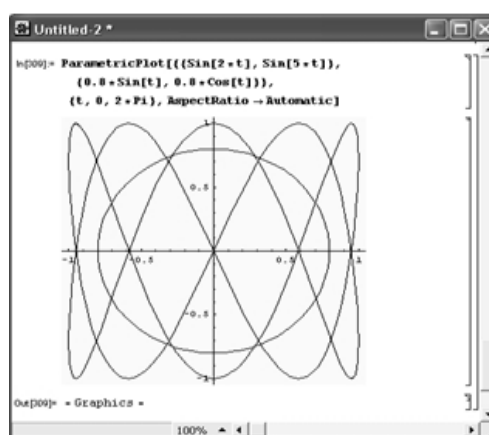 Untitled-2 *
In[309]:= ParametricPlot[{{Sin[2*t], Sin[5*t]},
{0.8*Sin[t], 0.8*Cos[t]}},
{t, 0, 2*Pi}, AspectRatio→Automatic]
1
0.5
-1 -0.5 0.5 1
-0.5
-1
Out[309]= - Graphics -
100%